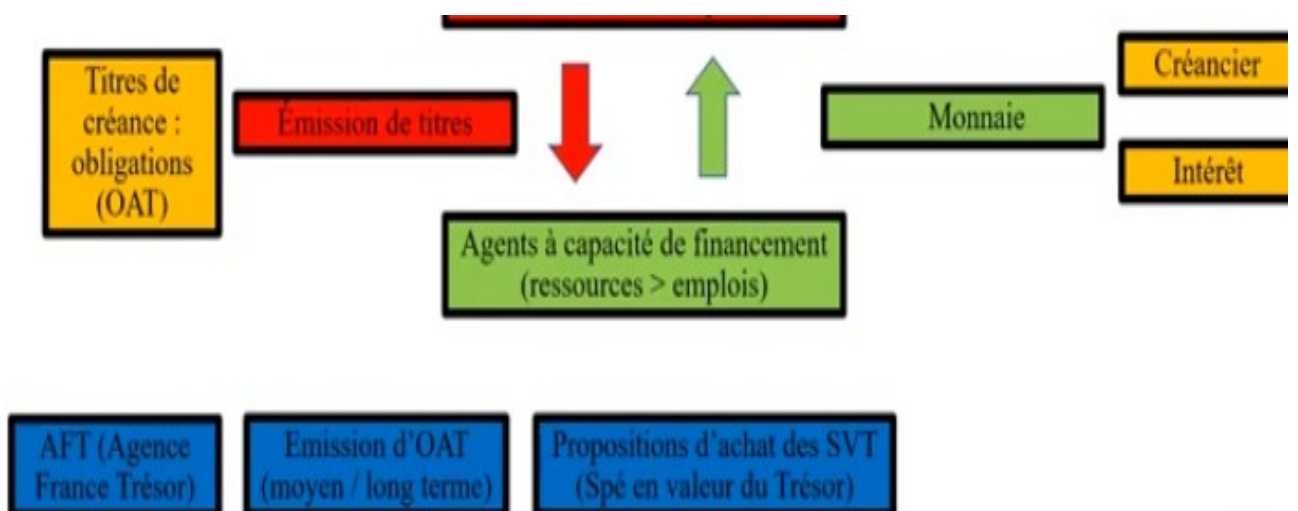 Titres de
créance :
obligations
(OAT)
Émission de titres
Monnaie
Créancier
Intérêt
Agents à capacité de financement
(ressources > emplois)
AFT (Agence
France Trésor)
Emission d'OAT
(moyen / long terme)
Propositions d'achat des SVT
(Spé en valeur du Trésor)